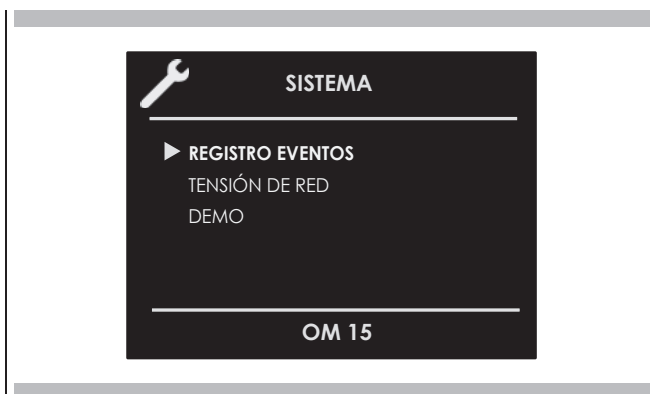 SISTEMA
REGISTRO EVENTOS
TENSIÓN DE RED
DEMO
OM 15